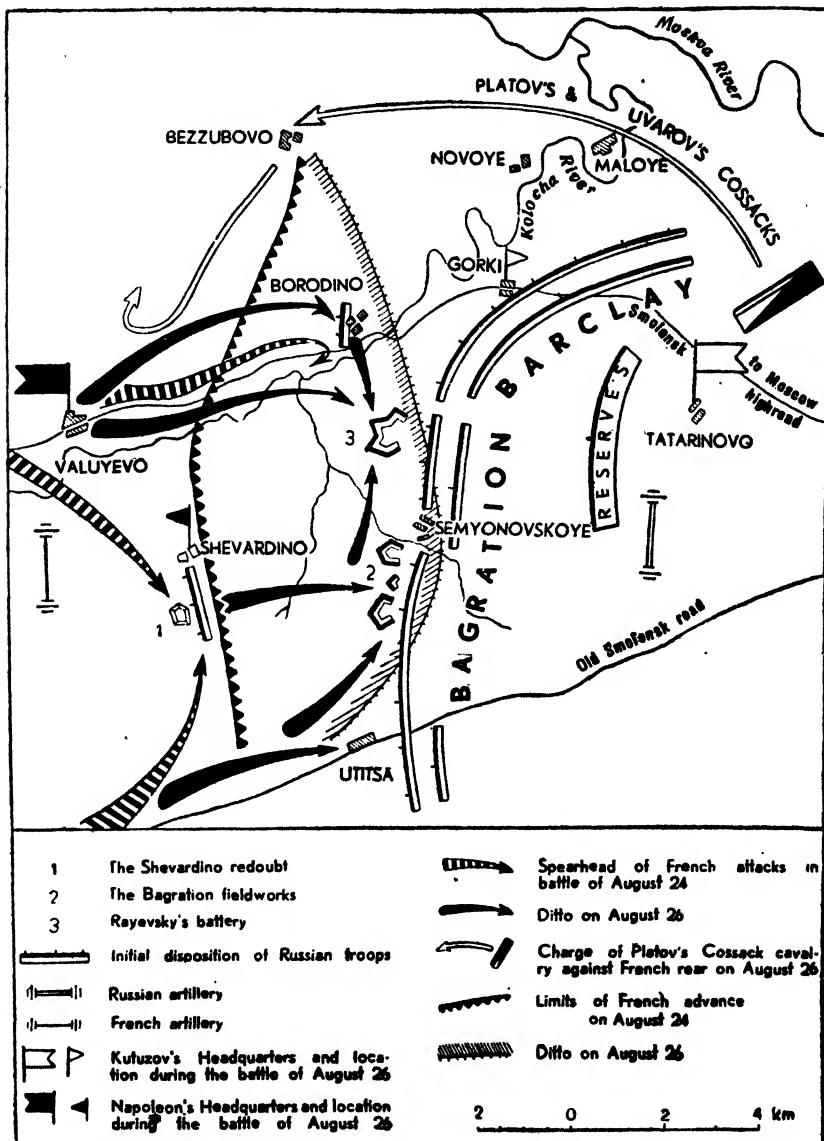 Moskva River
PLATOV'S & UVAROV'S COSSACKS
BEZZUBOVO
NOVOYE
MALOYE
Kolocha River
GORKI
BORODINO
BARCLAY
Smolensk to Moscow highroad
3
RESERVES
TATARINOVO
VALUYEVO
SEMYONOVSKOYE
SHEVARDINO
2
BAGRATION
1
Old Smolensk road
UTITSA
1 The Shevardino redoubt
2 The Bagration fieldworks
3 Rayevsky's battery
Initial disposition of Russian troops
Russian artillery
French artillery
Kutuzov's Headquarters and loca-
tion during the battle of August 26
Napoleon's Headquarters and location
during the battle of August 26
Spearhead of French attacks in
battle of August 24
Ditto on August 26
Charge of Platov's Cossack caval-
ry against French rear on August 26
Limits of French advance
on August 24
Ditto on August 26
2 0 2 4 km